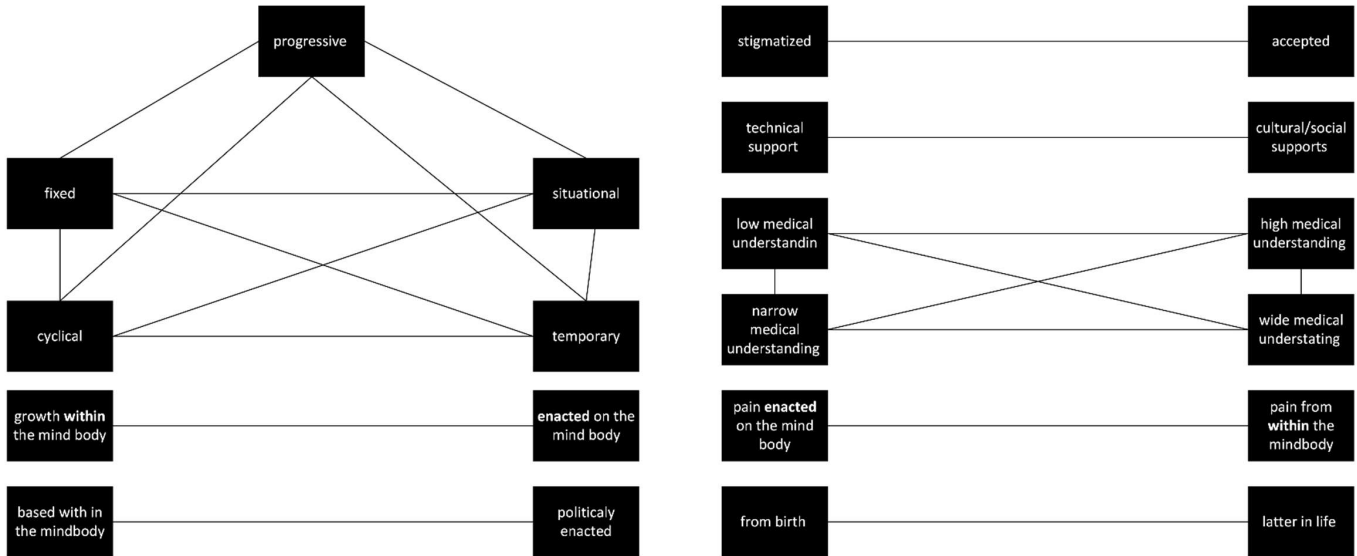 progressive
fixed
situational
cyclical
temporary
growth within
the mind body
enacted on the
mind body
based with in
the mindbody
politicaly
enacted
stigmatized
accepted
technical
support
cultural/social
supports
low medical
understandin
high medical
understanding
narrow
medical
understanding
wide medical
understating
pain enacted
on the mind
body
pain from
within the
mindbody
from birth
latter in life